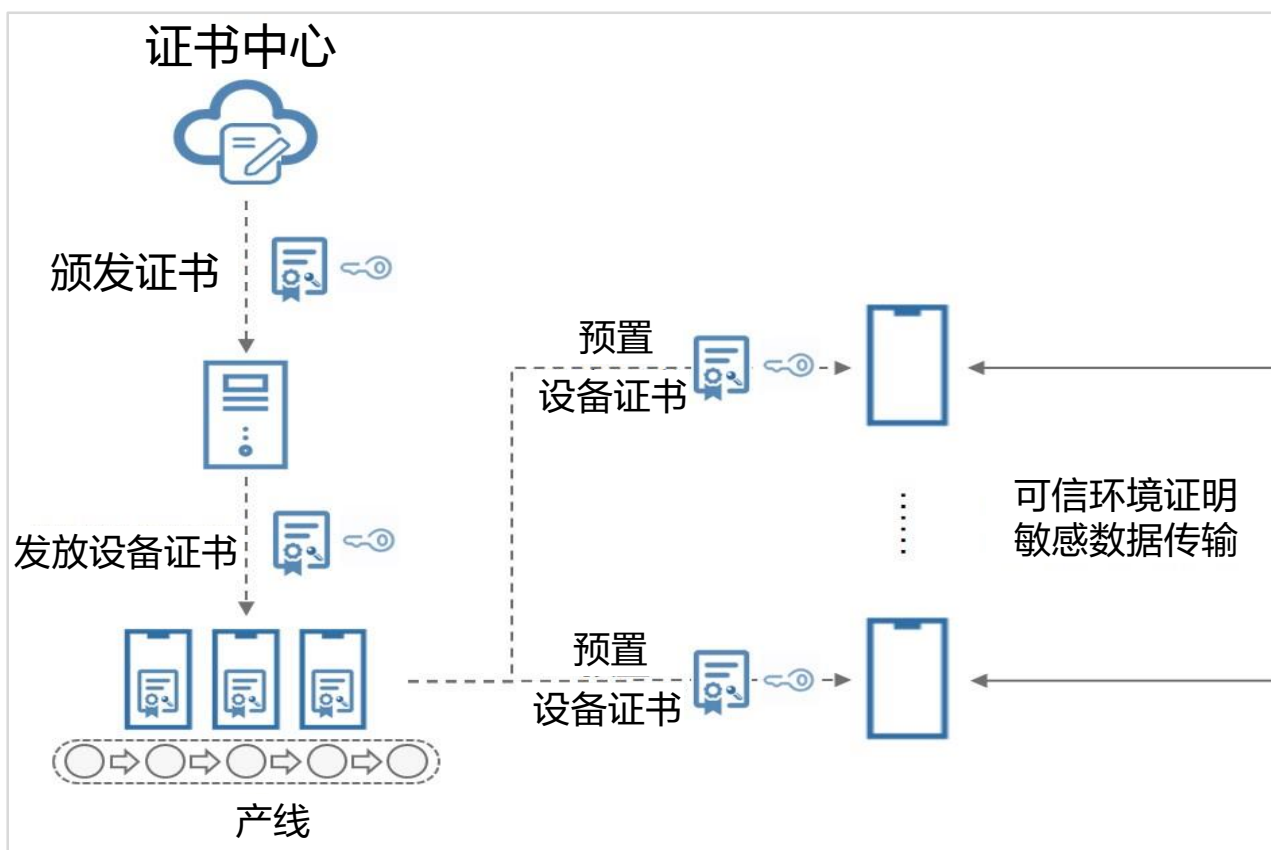 证书中心
颁发证书
发放设备证书
产线
预置
设备证书
预置
设备证书
可信环境证明
敏感数据传输